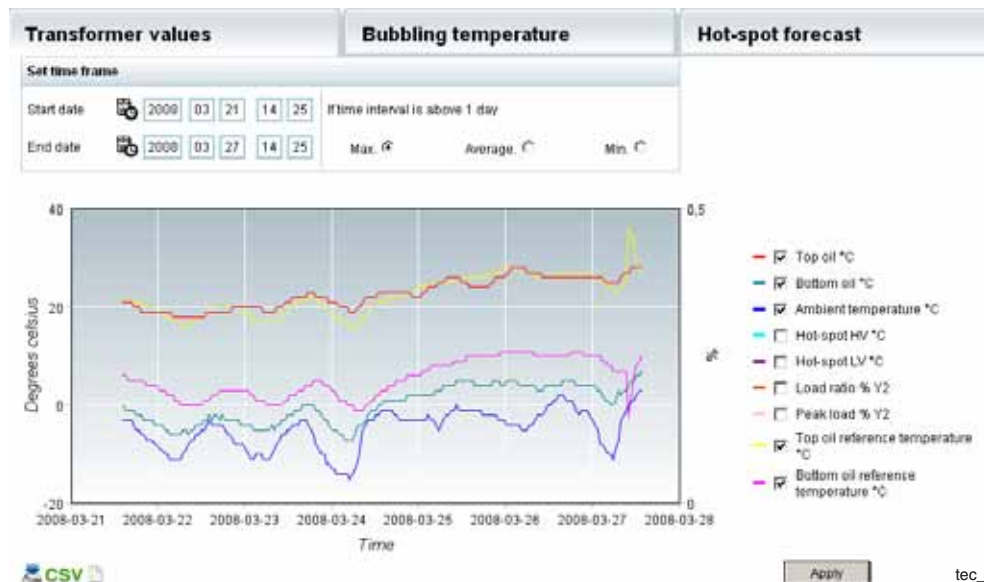 Transformer values
Bubbling temperature
Hot-spot forecast
Set time frame
Start date 2008 03 21 14 25 If time interval is above 1 day
End date 2008 03 27 14 25 Max. Average. Min.
40
20
0
-20
Degrees celsius
0,5
0
%
2008-03-21 2008-03-22 2008-03-23 2008-03-24 2008-03-25 2008-03-26 2008-03-27 2008-03-28
Time
Top oil °C
Bottom oil °C
Ambient temperature °C
Hot-spot HV °C
Hot-spot LV °C
Load ratio % Y2
Peak load % Y2
Top oil reference temperature
°C
Bottom oil reference
temperature °C
CSV
Apply
tec_